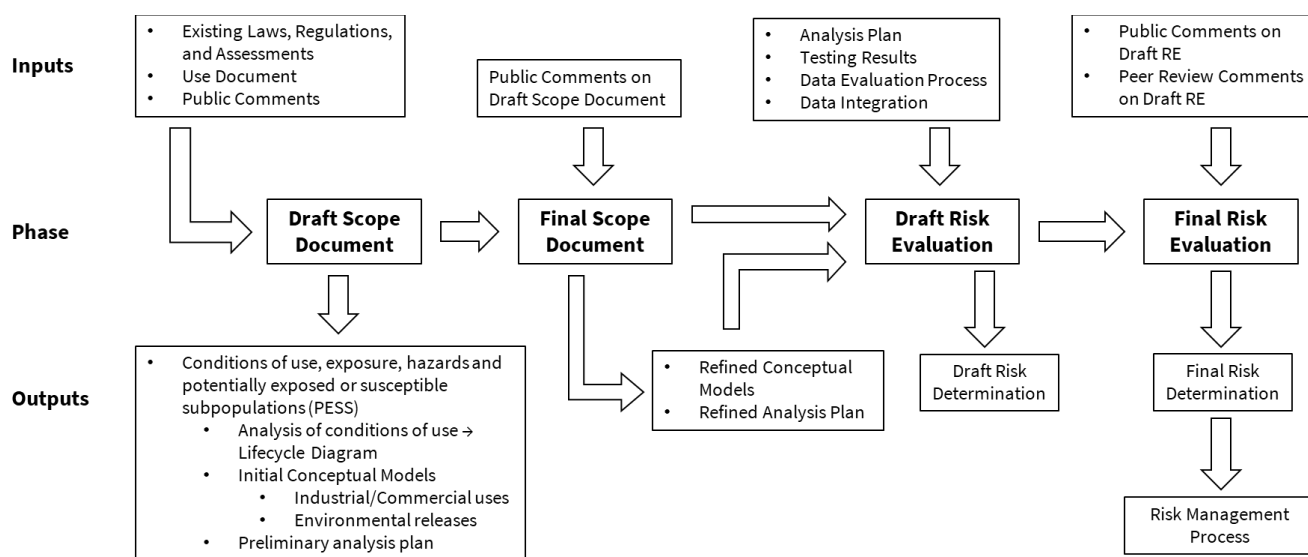 Inputs
• Existing Laws, Regulations,
and Assessments
• Use Document
• Public Comments
Public Comments on
Draft Scope Document
• Analysis Plan
• Testing Results
• Data Evaluation Process
• Data Integration
• Public Comments on
Draft RE
• Peer Review Comments
on Draft RE
Phase
Draft Scope
Document
Final Scope
Document
Draft Risk
Evaluation
Final Risk
Evaluation
Outputs
• Conditions of use, exposure, hazards and
potentially exposed or susceptible
subpopulations (PESS)
• Analysis of conditions of use →
Lifecycle Diagram
• Initial Conceptual Models
• Industrial/Commercial uses
• Environmental releases
• Preliminary analysis plan
• Refined Conceptual
Models
• Refined Analysis Plan
Draft Risk
Determination
Final Risk
Determination
Risk Management
Process